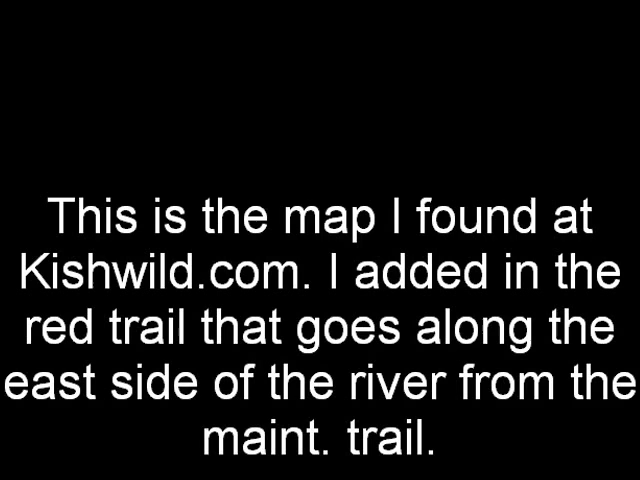 This is the map I found at
Kishwild.com. I added in the
red trail that goes along the
east side of the river from the
maint. trail.